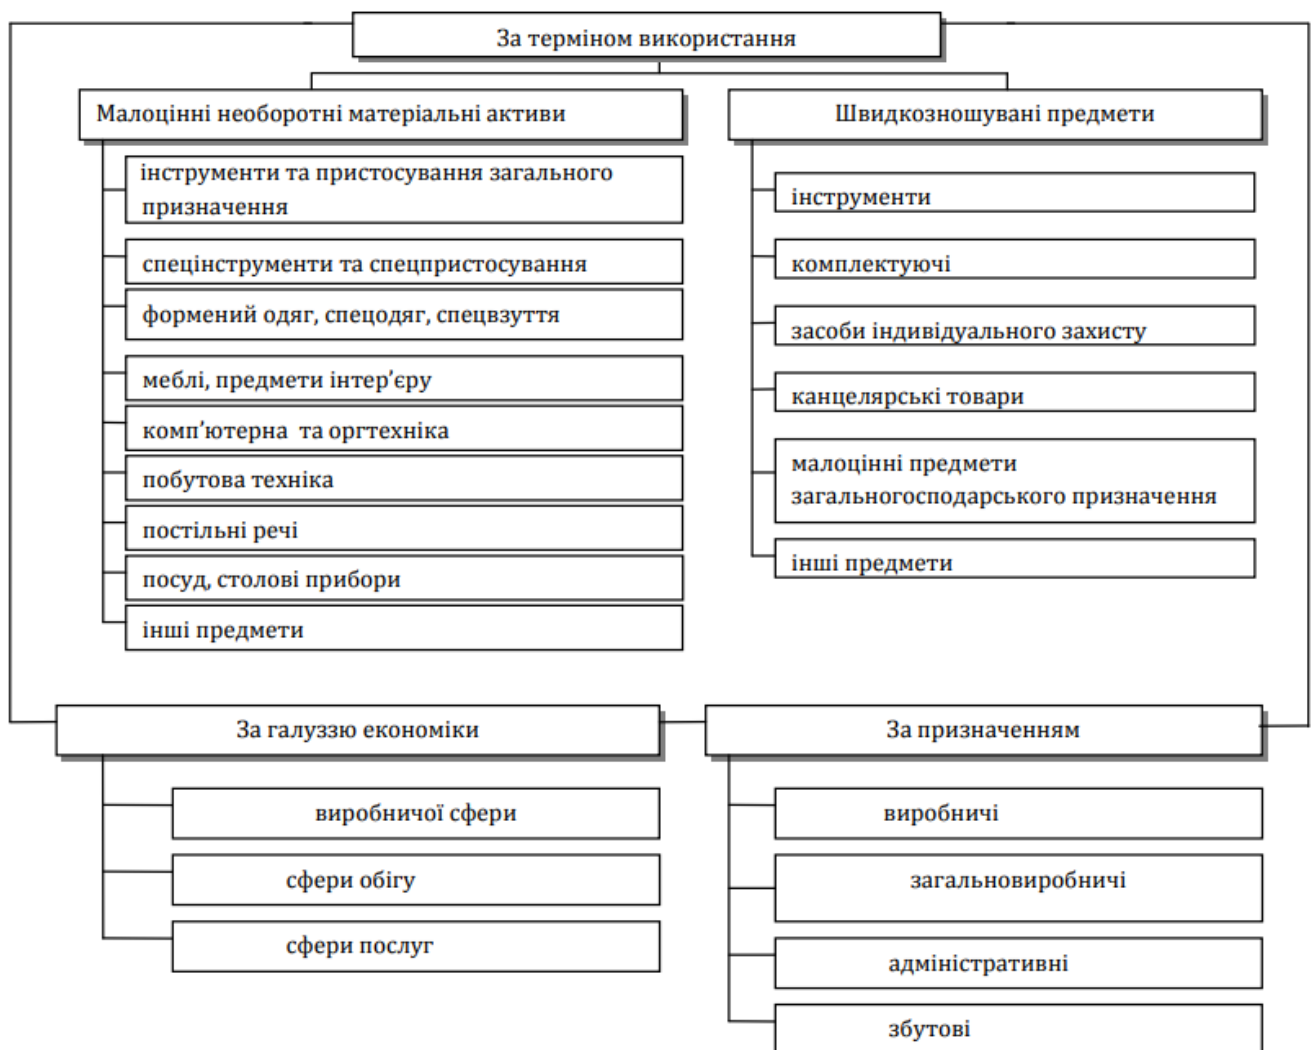 За терміном використання
Малоцінні необоротні матеріальні активи
інструменти та пристосування загального
призначення
спецінструменти та спецпристосування
формений одяг, спецодяг, спецвзуття
меблі, предмети інтер’єру
комп’ютерна та оргтехніка
побутова техніка
постільні речі
посуд, столові прибори
інші предмети
Швидкозношувані предмети
інструменти
комплектуючі
засоби індивідуального захисту
канцелярські товари
малоцінні предмети
загальногосподарського призначення
інші предмети
За галуззю економіки
виробничої сфери
сфери обігу
сфери послуг
За призначенням
виробничі
загальновиробничі
адміністративні
збутові